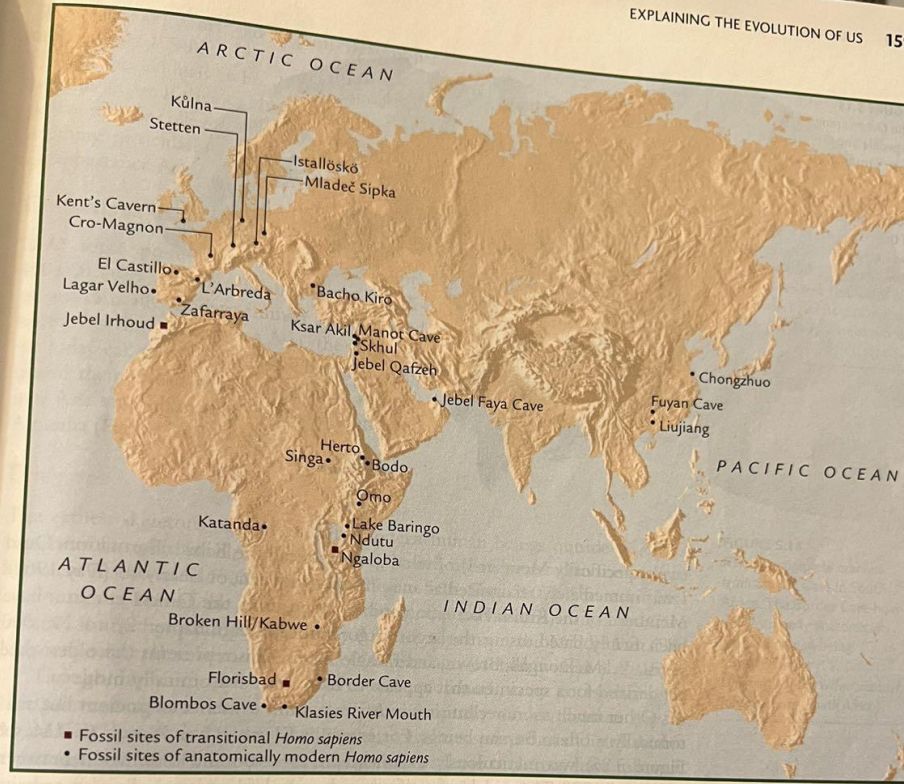 EXPLAINING THE EVOLUTION OF US 15
ARCTIC OCEAN
Kůlna
Stetten
Istallöskö
Mladeč Sipka
Kent's Cavern
Cro-Magnon
El Castillo
Lagar Velho
L'Arbreda
Bacho Kiro
Zafarraya
Jebel Irhoud
Ksar Akil
Manot Cave
Skhul
Jebel Qafzeh
Jebel Faya Cave
Chongzhuo
Fuyan Cave
Liujiang
Herto
Singa
Bodo
PACIFIC OCEAN
Omo
Katanda
Lake Baringo
Ndutu
Ngaloba
ATLANTIC
OCEAN
INDIAN OCEAN
Broken Hill/Kabwe
Florisbad
Border Cave
Blombos Cave
Klasies River Mouth
Fossil sites of transitional Homo sapiens
Fossil sites of anatomically modern Homo sapiens